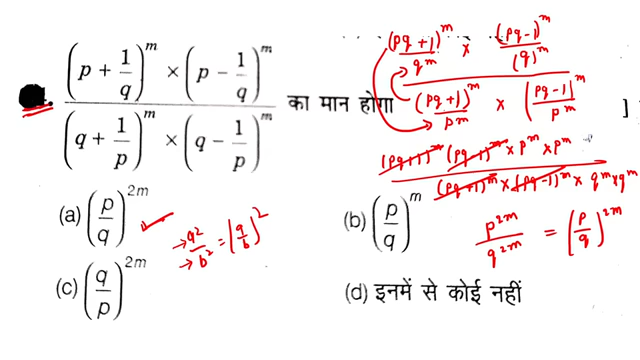 (p + 1/q)^m × (p − 1/q)^m
(q + 1/p)^m × (q − 1/p)^m
का मान होगा
(pq+1)^m/q^m × (pq-1)^m/(q)^m
(pq+1)^m/p^m × (pq-1)^m/p^m
]
(pq+1)^m (pq-1)^m × p^m × p^m
(pq+1)^m × (pq-1)^m × q^m × q^m
(a) (p/q)^2m
(b) (p/q)^m
→ a²/→ b² = (a/b)²
p^2m/q^2m = (p/q)^2m
(c) (q/p)^2m
(d) इनमें से कोई नहीं